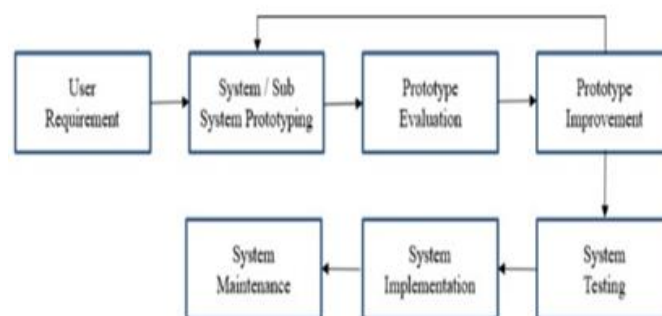 User
Requirement
System / Sub
System Prototyping
Prototype
Evaluation
Prototype
Improvement
System
Maintenance
System
Implementation
System
Testing